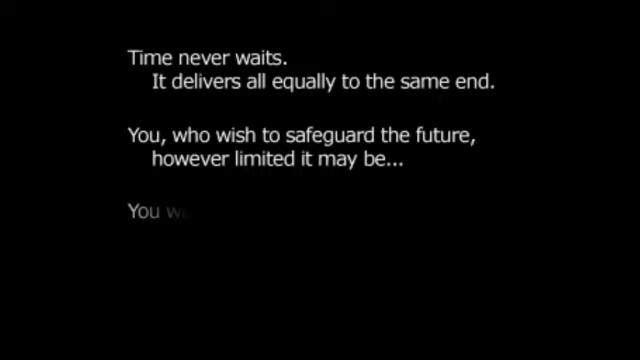 Time never waits.
It delivers all equally to the same end.
You, who wish to safeguard the future,
however limited it may be...
You